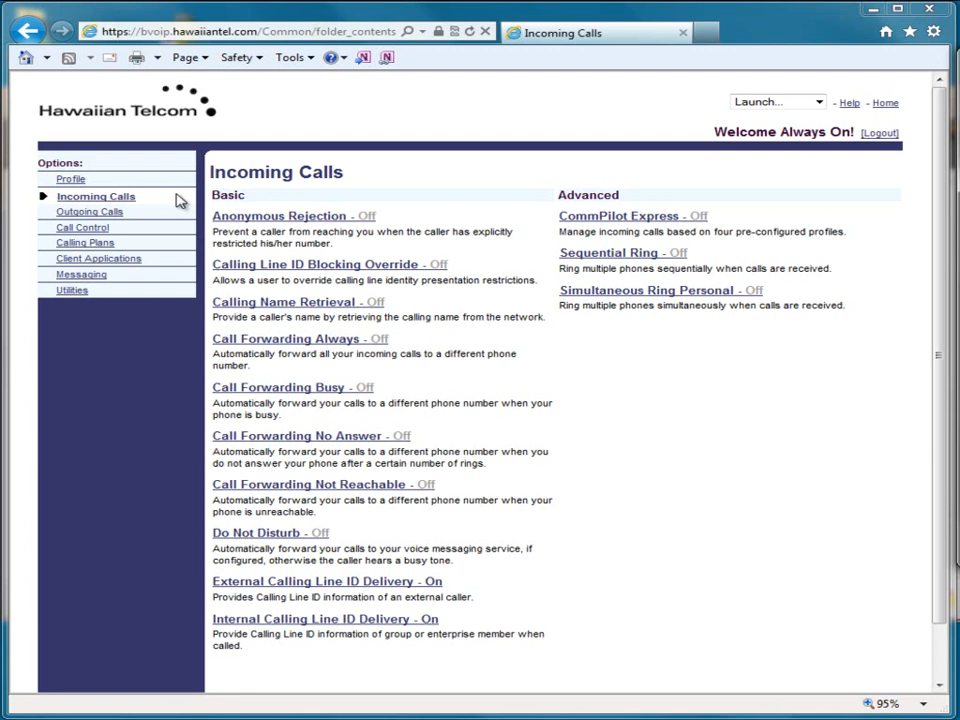 https://bvoip.hawaiiantel.com/Common/folder_contents
Incoming Calls
Page
Safety
Tools
Hawaiian Telcom
Launch...
- Help - Home
Welcome Always On! [Logout]
Options:
Profile
Incoming Calls
Outgoing Calls
Call Control
Calling Plans
Client Applications
Messaging
Utilities
Incoming Calls
Basic
Anonymous Rejection - Off
Prevent a caller from reaching you when the caller has explicitly
restricted his/her number.
Calling Line ID Blocking Override - Off
Allows a user to override calling line identity presentation restrictions.
Calling Name Retrieval - Off
Provide a caller's name by retrieving the calling name from the network.
Call Forwarding Always - Off
Automatically forward all your incoming calls to a different phone
number.
Call Forwarding Busy - Off
Automatically forward your calls to a different phone number when your
phone is busy.
Call Forwarding No Answer - Off
Automatically forward your calls to a different phone number when you
do not answer your phone after a certain number of rings.
Call Forwarding Not Reachable - Off
Automatically forward your calls to a different phone number when your
phone is unreachable.
Do Not Disturb - Off
Automatically forward your calls to your voice messaging service, if
configured, otherwise the caller hears a busy tone.
External Calling Line ID Delivery - On
Provides Calling Line ID information of an external caller.
Internal Calling Line ID Delivery - On
Provide Calling Line ID information of group or enterprise member when
called.
Advanced
CommPilot Express - Off
Manage incoming calls based on four pre-configured profiles.
Sequential Ring - Off
Ring multiple phones sequentially when calls are received.
Simultaneous Ring Personal - Off
Ring multiple phones simultaneously when calls are received.
95%